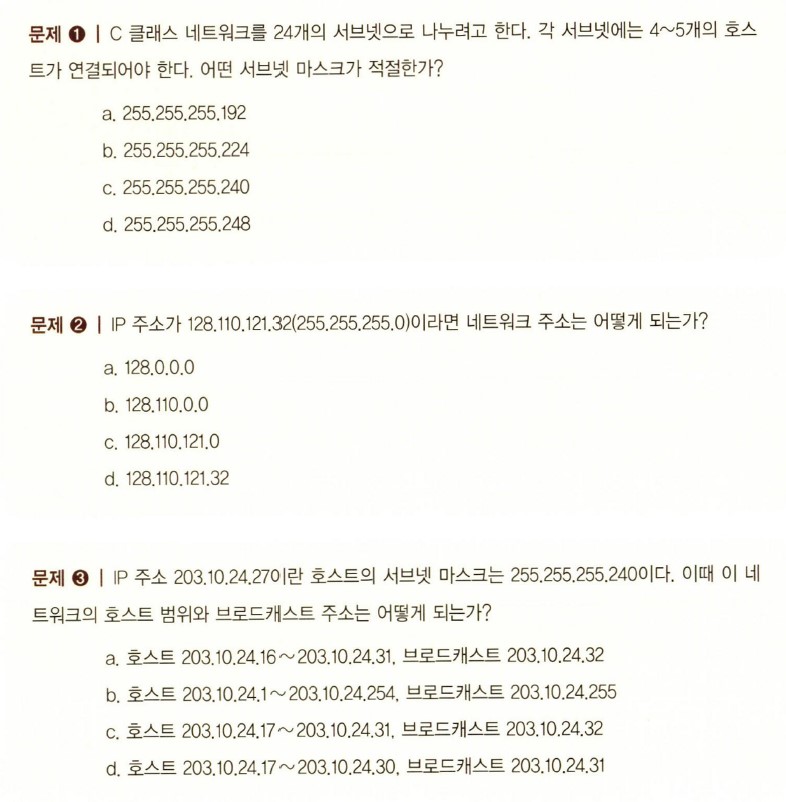 문제 ❶ | C 클래스 네트워크를 24개의 서브넷으로 나누려고 한다. 각 서브넷에는 4~5개의 호스
트가 연결되어야 한다. 어떤 서브넷 마스크가 적절한가?
a. 255.255.255.192
b. 255.255.255.224
c. 255.255.255.240
d. 255.255.255.248
문제 ❷ | IP 주소가 128.110.121.32(255.255.255.0)이라면 네트워크 주소는 어떻게 되는가?
a. 128.0.0.0
b. 128.110.0.0
c. 128.110.121.0
d. 128.110.121.32
문제 ❸ | IP 주소 203.10.24.27이란 호스트의 서브넷 마스크는 255.255.255.240이다. 이때 이 네
트워크의 호스트 범위와 브로드캐스트 주소는 어떻게 되는가?
a. 호스트 203.10.24.16~203.10.24.31, 브로드캐스트 203.10.24.32
b. 호스트 203.10.24.1~203.10.24.254, 브로드캐스트 203.10.24.255
c. 호스트 203.10.24.17~203.10.24.31, 브로드캐스트 203.10.24.32
d. 호스트 203.10.24.17~203.10.24.30, 브로드캐스트 203.10.24.31